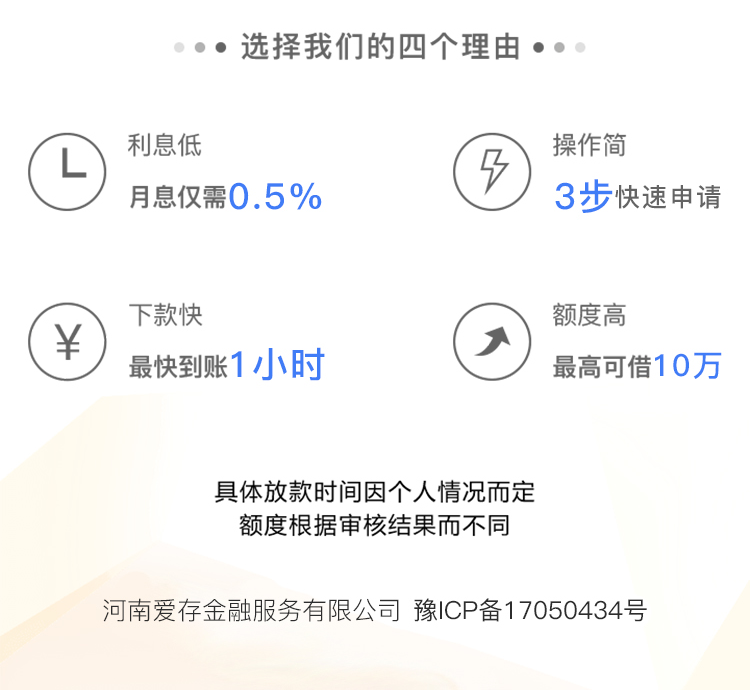 选择我们的四个理由
利息低
月息仅需0.5%
操作简
3步快速申请
下款快
最快到账1小时
额度高
最高可借10万
具体放款时间因个人情况而定
额度根据审核结果而不同
河南爱存金融服务有限公司 豫ICP备17050434号